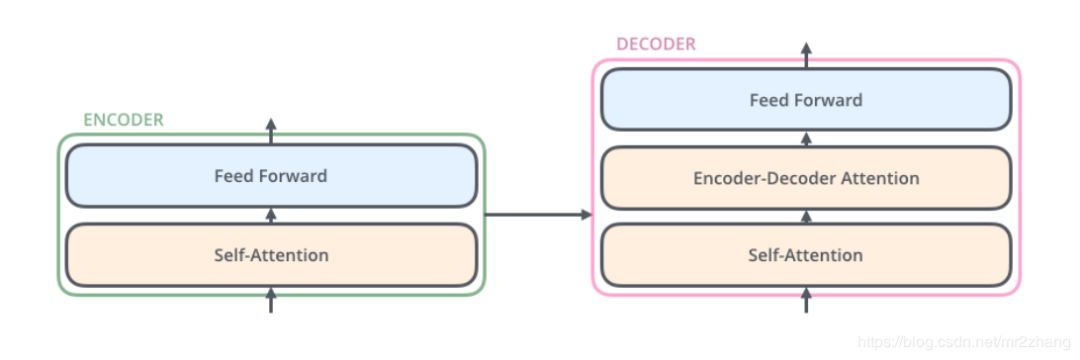 ENCODER
Feed Forward
Self-Attention
DECODER
Feed Forward
Encoder-Decoder Attention
Self-Attention
https://blog.csdn.net/mr2zhang